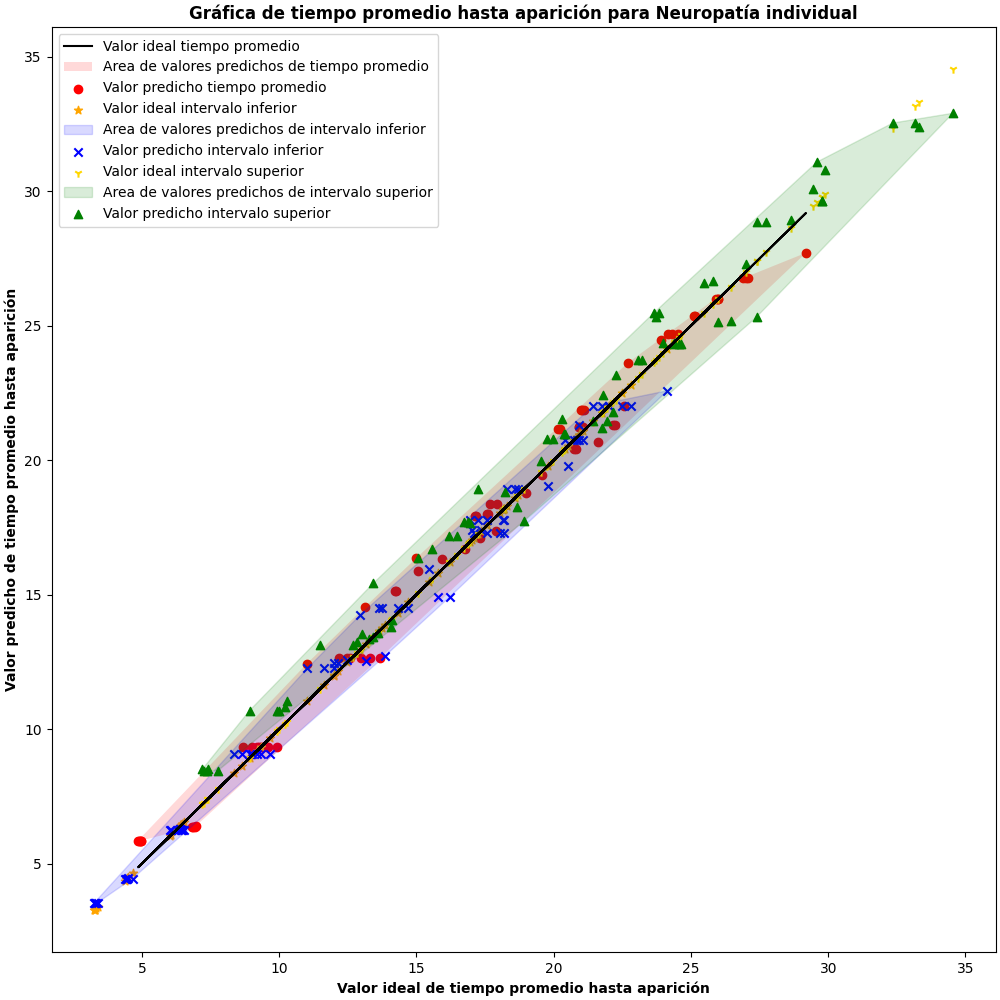 Gráfica de tiempo promedio hasta aparición para Neuropatía individual
Valor ideal tiempo promedio
Area de valores predichos de tiempo promedio
Valor predicho tiempo promedio
Valor ideal intervalo inferior
Area de valores predichos de intervalo inferior
Valor predicho intervalo inferior
Valor ideal intervalo superior
Area de valores predichos de intervalo superior
Valor predicho intervalo superior
Valor predicho de tiempo promedio hasta aparición
35
30
25
20
15
10
5
5 10 15 20 25 30 35
Valor ideal de tiempo promedio hasta aparición